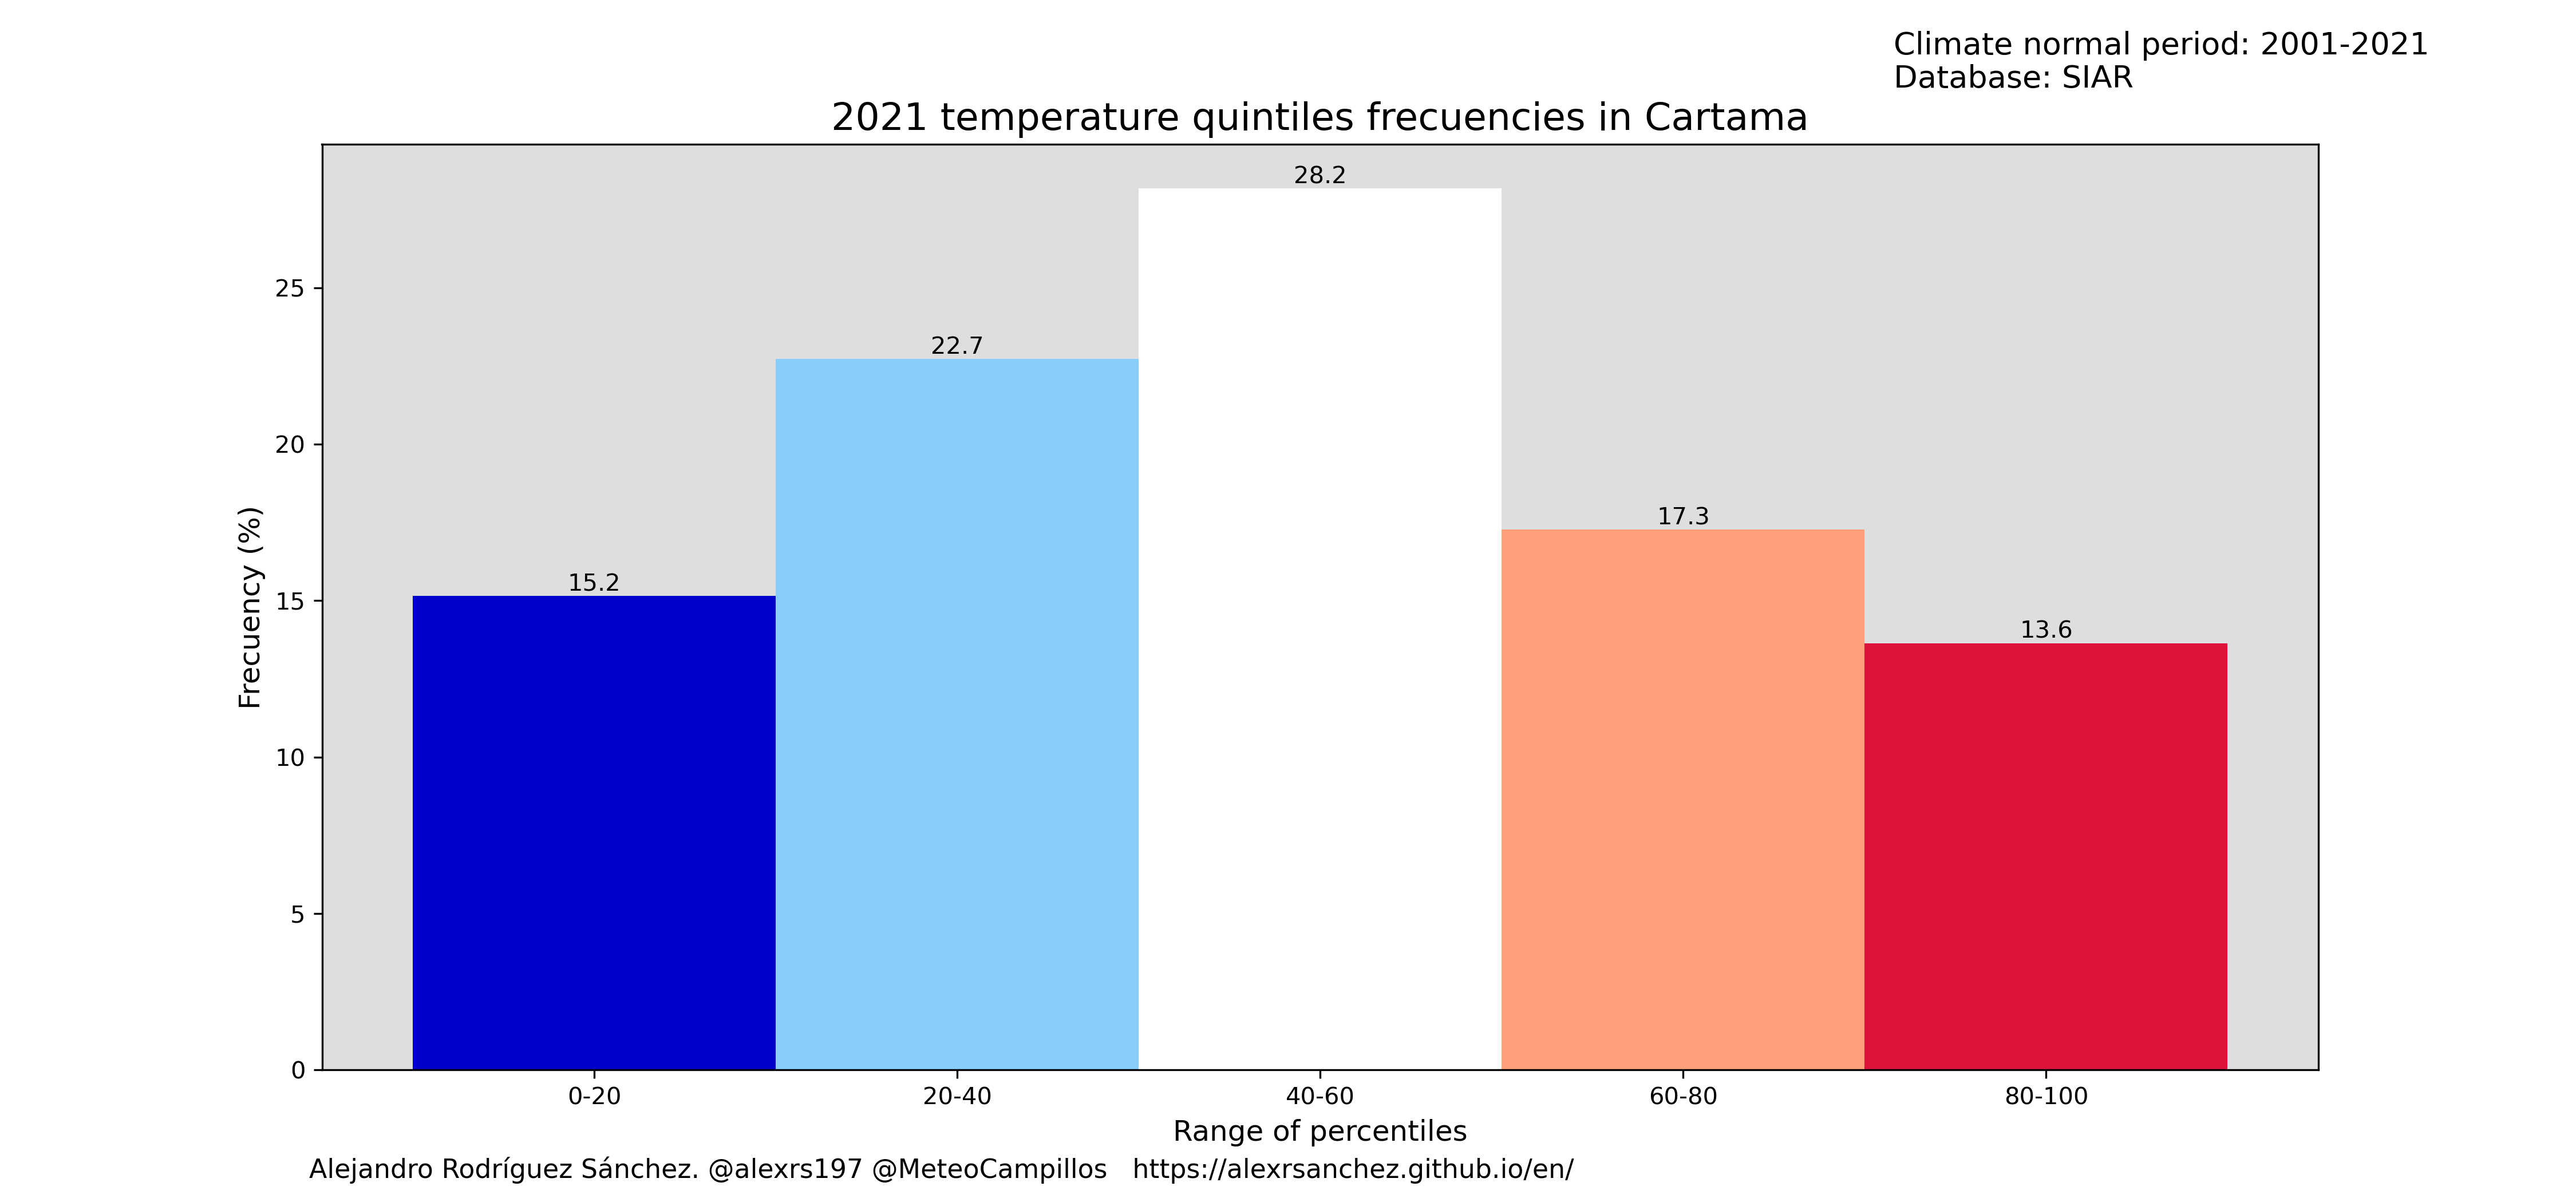 Climate normal period: 2001-2021
Database: SIAR
2021 temperature quintiles frecuencies in Cartama
28.2
25
22.7
20
17.3
15.2
15
13.6
10
5
0
Frecuency (%)
0-20
20-40
40-60
60-80
80-100
Range of percentiles
Alejandro Rodríguez Sánchez. @alexrs197 @MeteoCampillos https://alexrsanchez.github.io/en/